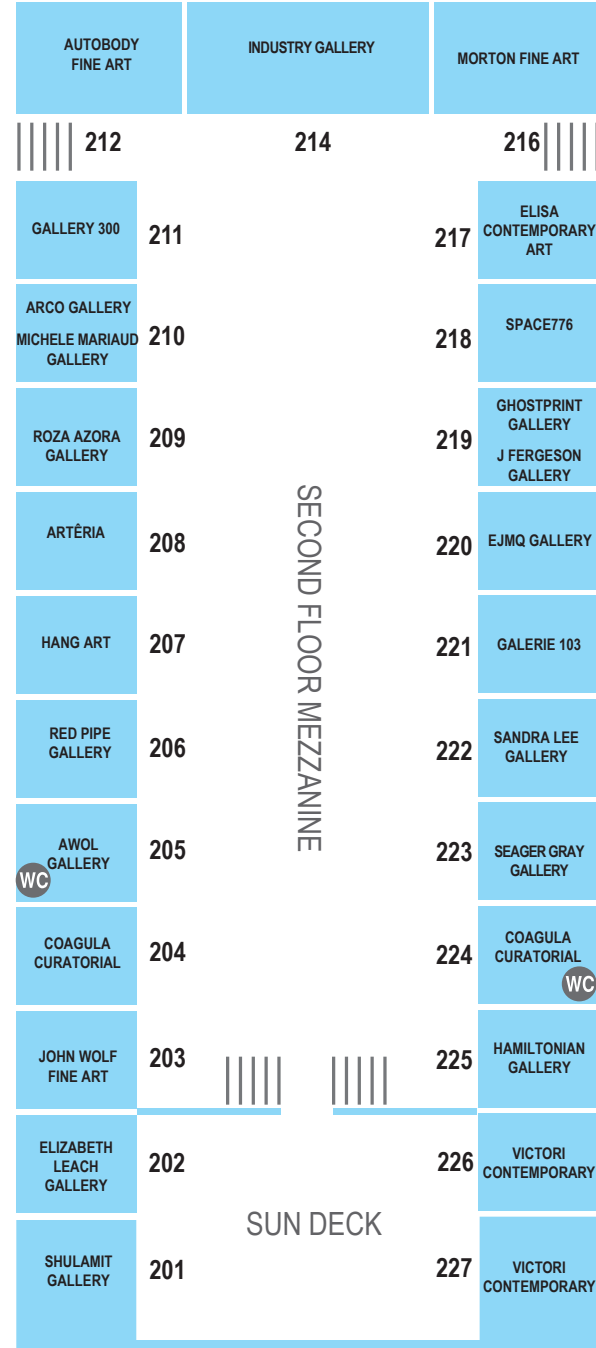 AUTOBODY
FINE ART
INDUSTRY GALLERY
MORTON FINE ART
212
214
216
GALLERY 300
211
217
ELISA
CONTEMPORARY
ART
ARCO GALLERY
MICHELE MARIAUD
GALLERY
210
218
SPACE776
ROZA AZORA
GALLERY
209
219
GHOSTPRINT
GALLERY
J FERGESON
GALLERY
ARTÊRIA
208
220
EJMQ GALLERY
HANG ART
207
221
GALERIE 103
SECOND FLOOR MEZZANINE
RED PIPE
GALLERY
206
222
SANDRA LEE
GALLERY
AWOL
GALLERY
WC
205
223
SEAGER GRAY
GALLERY
COAGULA
CURATORIAL
204
224
COAGULA
CURATORIAL
WC
JOHN WOLF
FINE ART
203
225
HAMILTONIAN
GALLERY
ELIZABETH
LEACH
GALLERY
202
226
VICTORI
CONTEMPORARY
SUN DECK
SHULAMIT
GALLERY
201
227
VICTORI
CONTEMPORARY